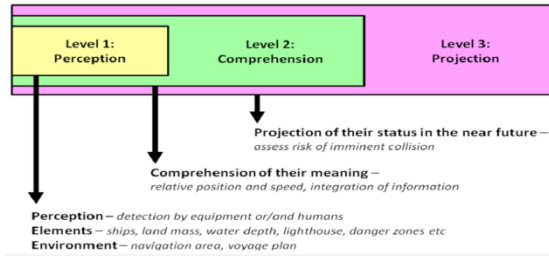 Level 1:
Perception
Level 2:
Comprehension
Level 3:
Projection
Projection of their status in the near future –
assess risk of imminent collision
Comprehension of their meaning –
relative position and speed, integration of information
Perception – detection by equipment or/and humans
Elements – ships, land mass, water depth, lighthouse, danger zones etc
Environment – navigation area, voyage plan